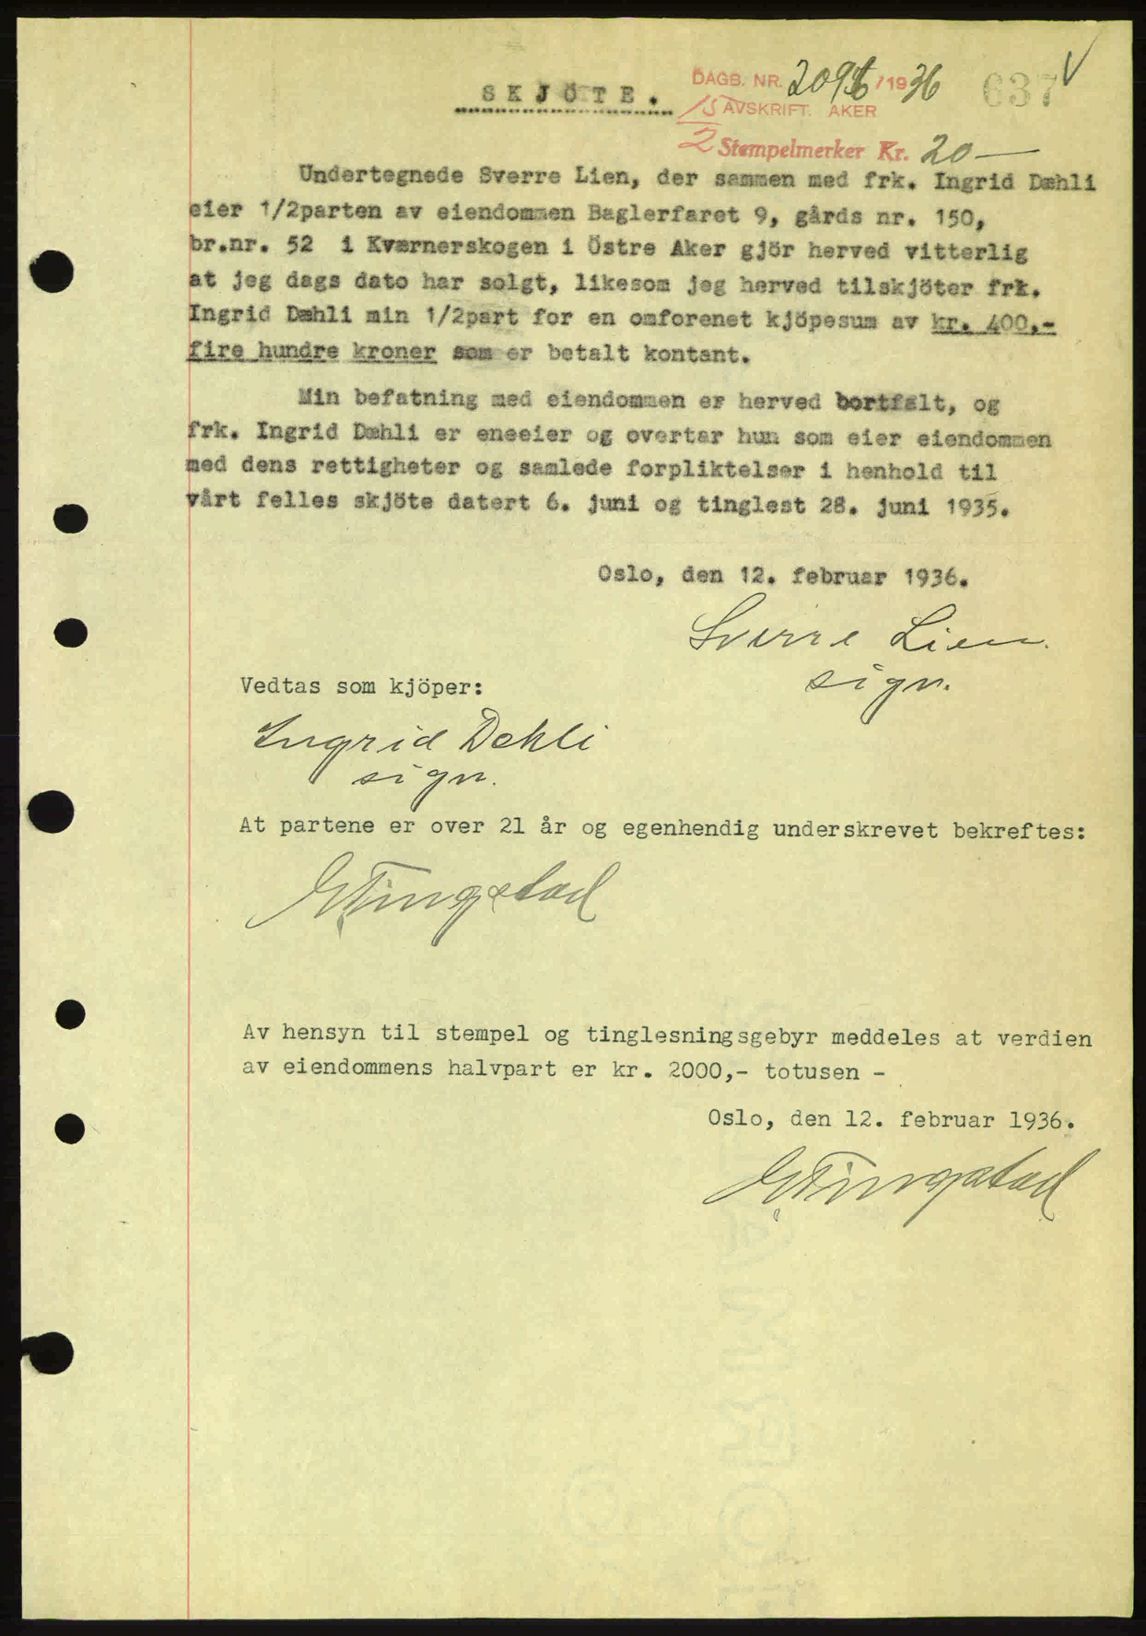 SKJÖTE.
DAGB. NR. 2096/1936
637
15/2
AVSKRIFT. AKER
Stempelmerker Kr. 20 —
Undertegnede Sverre Lien, der sammen med frk. Ingrid Dæhli
eier 1/2parten av eiendommen Baglerfaret 9, gårds nr. 150,
br.nr. 52 i Kværnerskogen i Östre Aker gjör herved vitterlig
at jeg dags dato har solgt, likesom jeg herved tilskjöter frk.
Ingrid Dæhli min 1/2part for en omforenet kjöpesum av kr. 400,-
fire hundre kroner som er betalt kontant.
Min befatning med eiendommen er herved bortfalt, og
frk. Ingrid Dæhli er eneeier og overtar hun som eier eiendommen
med dens rettigheter og samlede forpliktelser i henhold til
vårt felles skjöte datert 6. juni og tinglest 28. juni 1935.
Oslo, den 12. februar 1936.
Sverre Lien.
sign.
Vedtas som kjöper:
Ingrid Dehli
sign.
At partene er over 21 år og egenhendig underskrevet bekreftes:
Av hensyn til stempel og tinglesningsgebyr meddeles at verdien
av eiendommens halvpart er kr. 2000,- totusen -
Oslo, den 12. februar 1936.